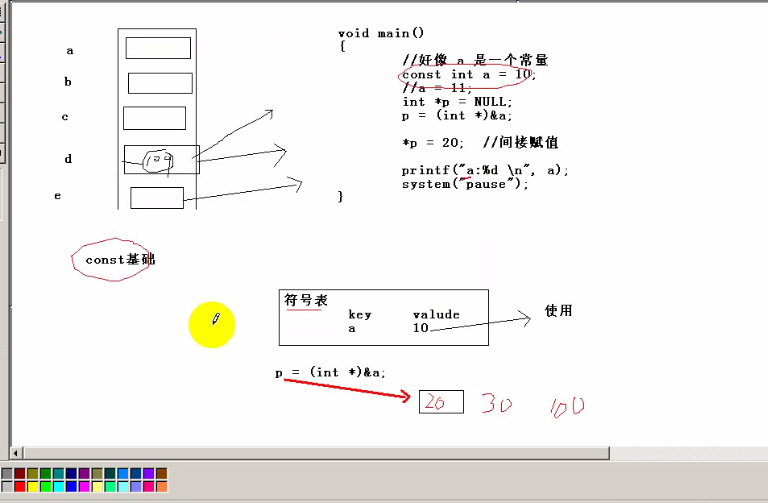 void main()
{
//好像 a 是一个常量
const int a = 10;
//a = 11;
int *p = NULL;
p = (int *)&a;
*p = 20; //间接赋值
printf("a:%d \n", a);
system("pause");
}
a
b
c
d
e
const基础
符号表
key valude
a 10
使用
p = (int *)&a;
20 30 100